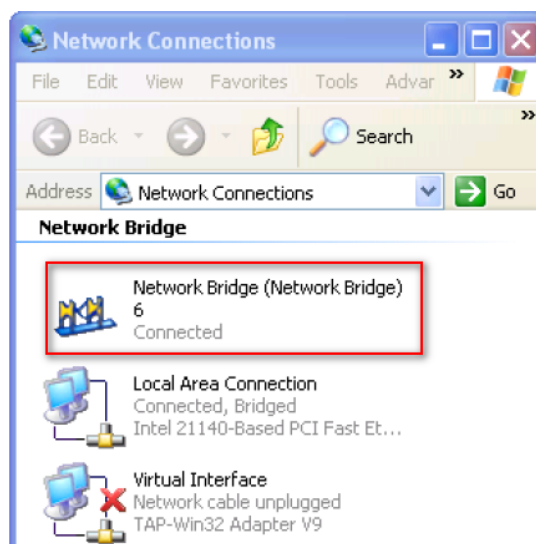 Network Connections
File Edit View Favorites Tools Advar »
Back Search »
Address Network Connections Go
Network Bridge
Network Bridge (Network Bridge)
6
Connected
Local Area Connection
Connected, Bridged
Intel 21140-Based PCI Fast Et...
Virtual Interface
Network cable unplugged
TAP-Win32 Adapter V9